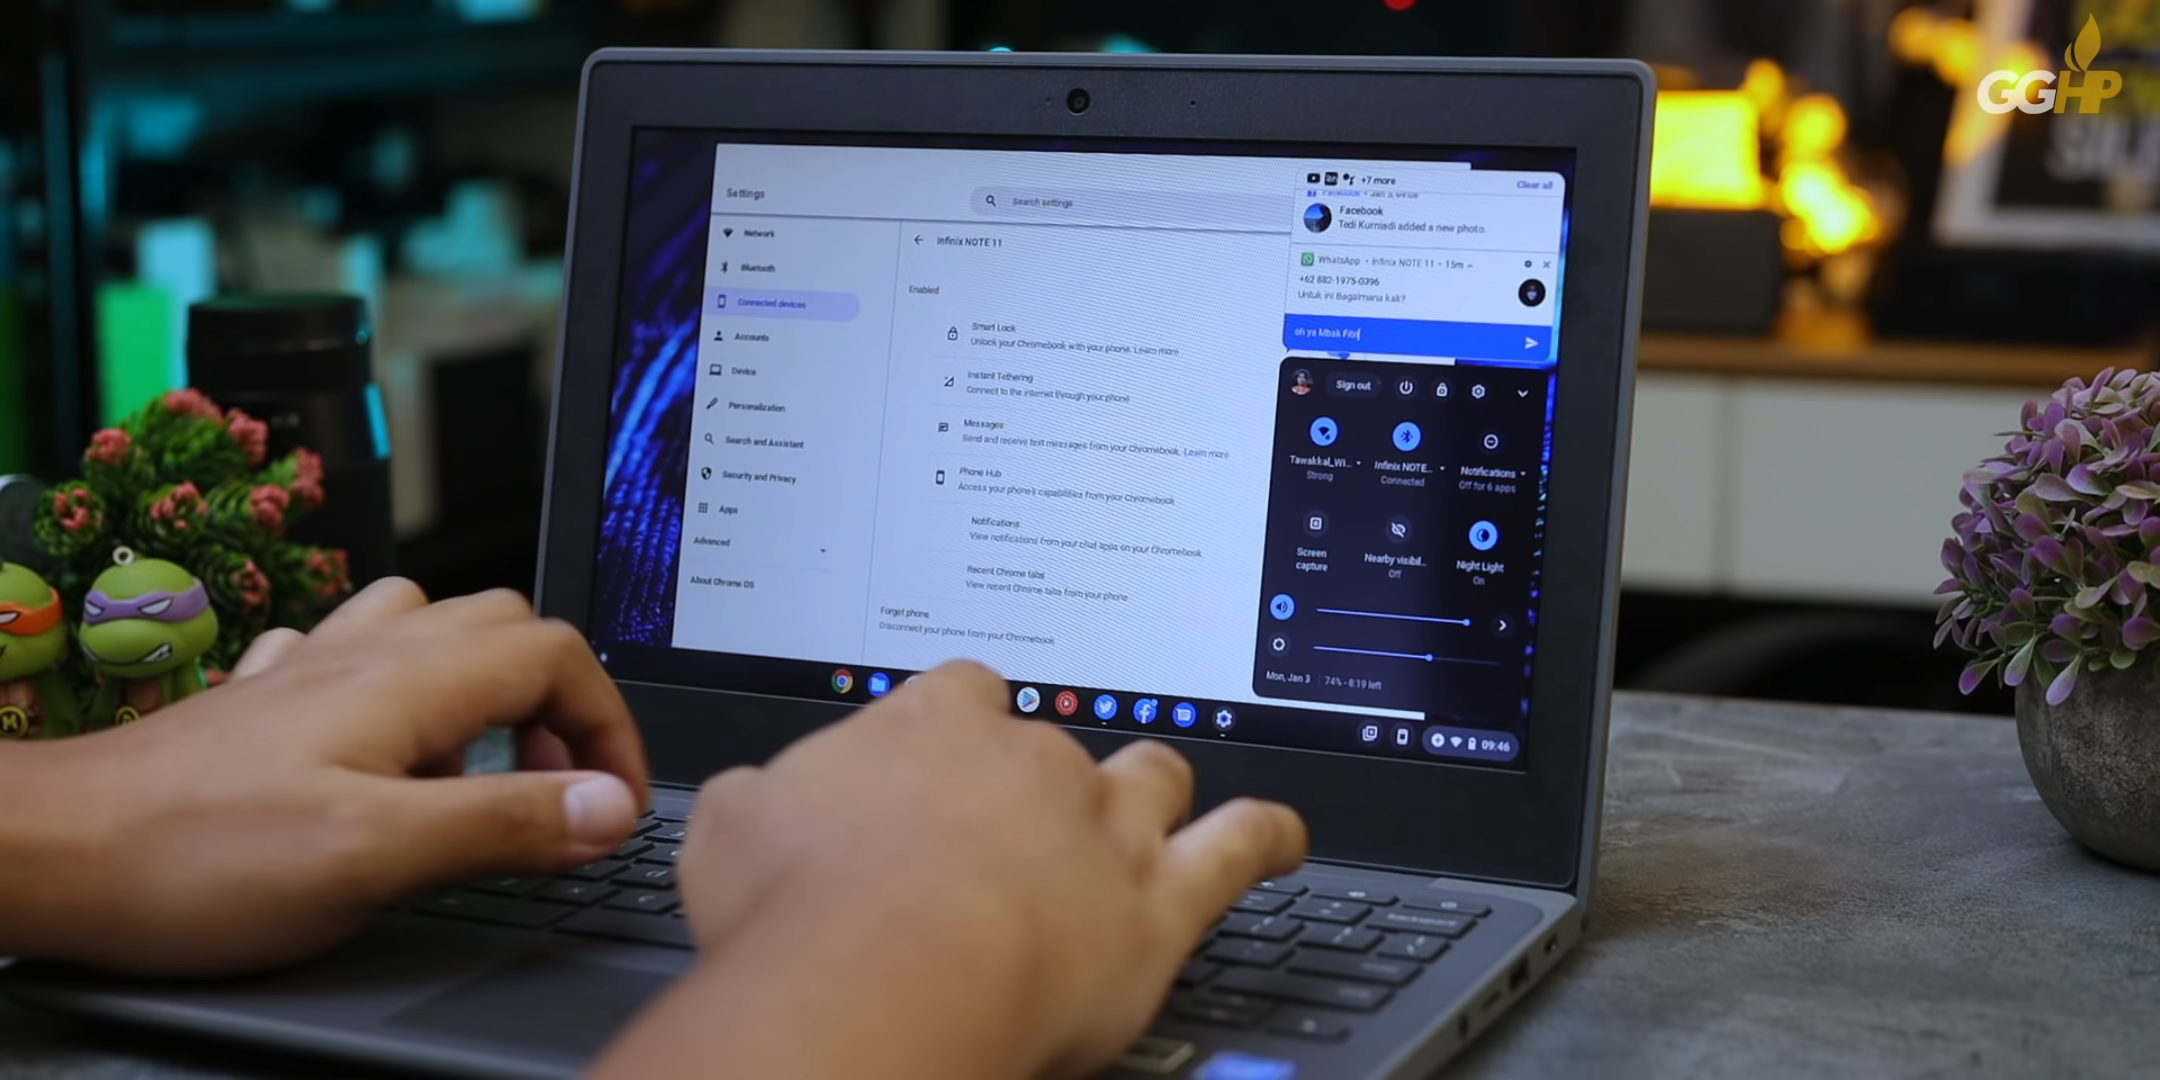 GGHP
Settings
Search settings
+7 more
Clear all
Facebook
Tedi Kurniadi added a new photo.
WhatsApp • Infinix NOTE 11 • 15m
+62 882-1975-0396
Untuk ini Bagaimana kak?
oh ya Mbak Fitri
Network
Bluetooth
Connected devices
Accounts
Device
Personalization
Search and Assistant
Security and Privacy
Apps
Advanced
About Chrome OS
Infinix NOTE 11
Enabled
Smart Lock
Unlock your Chromebook with your phone. Learn more
Instant Tethering
Connect to the internet through your phone
Messages
Send and receive text messages from your Chromebook. Learn more
Phone Hub
Access your phone's capabilities from your Chromebook
Notifications
View notifications from your chat apps on your Chromebook
Recent Chrome tabs
View recent Chrome tabs from your phone
Forget phone
Disconnect your phone from your Chromebook
Sign out
Tawakkal_Wi...
Strong
Infinix NOTE...
Connected
Notifications
Off for 6 apps
Screen
capture
Nearby visibil...
Off
Night Light
On
Mon, Jan 3
74% - 8:19 left
09:46
M